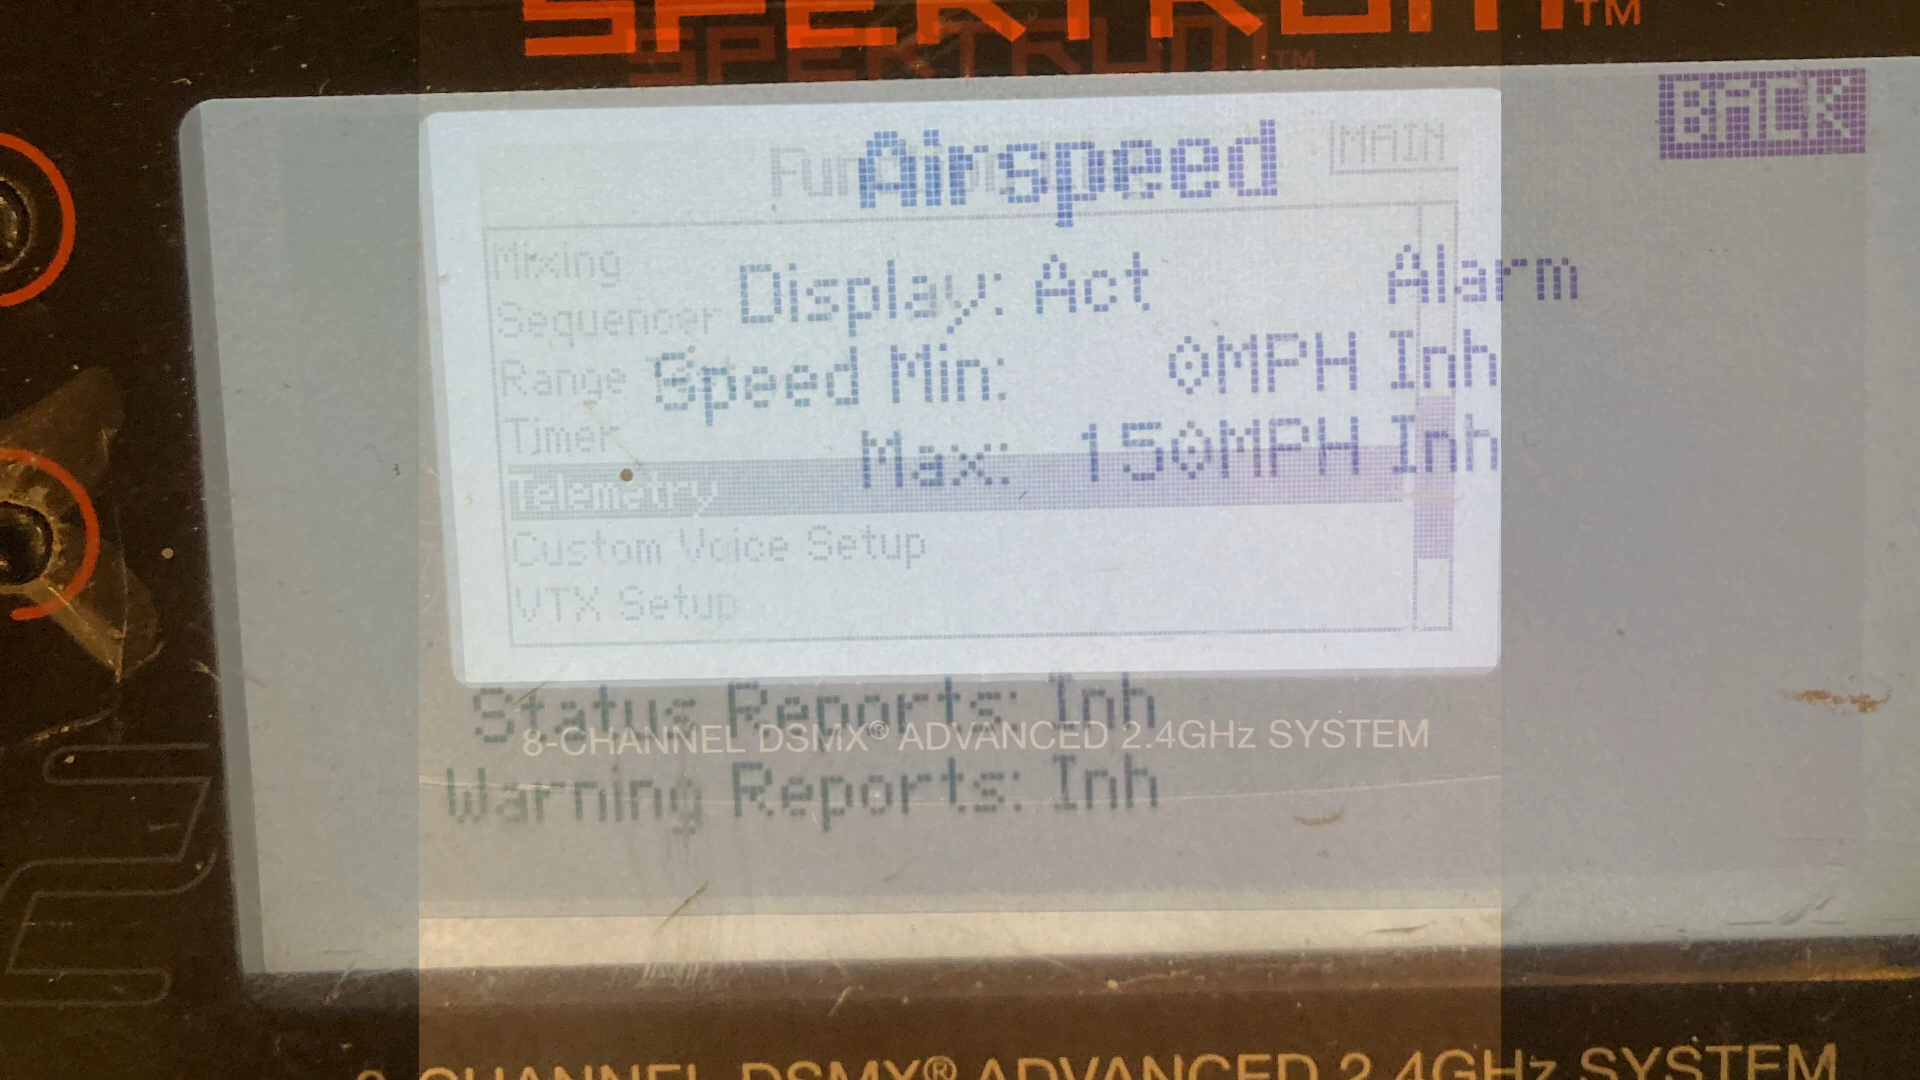 SPEKTRUM™
SPEKTRUM™
BACK
Airspeed
MAIN
Display: Act
Alarm
Speed Min: 0MPH Inh
Max: 150MPH Inh
Mixing
Sequencer
Range
Timer
Telemetry
Custom Voice Setup
VTX Setup
Status Reports: Inh
8-CHANNEL DSMX® ADVANCED 2.4GHz SYSTEM
Warning Reports: Inh
8-CHANNEL DSMX® ADVANCED 2.4GHz SYSTEM